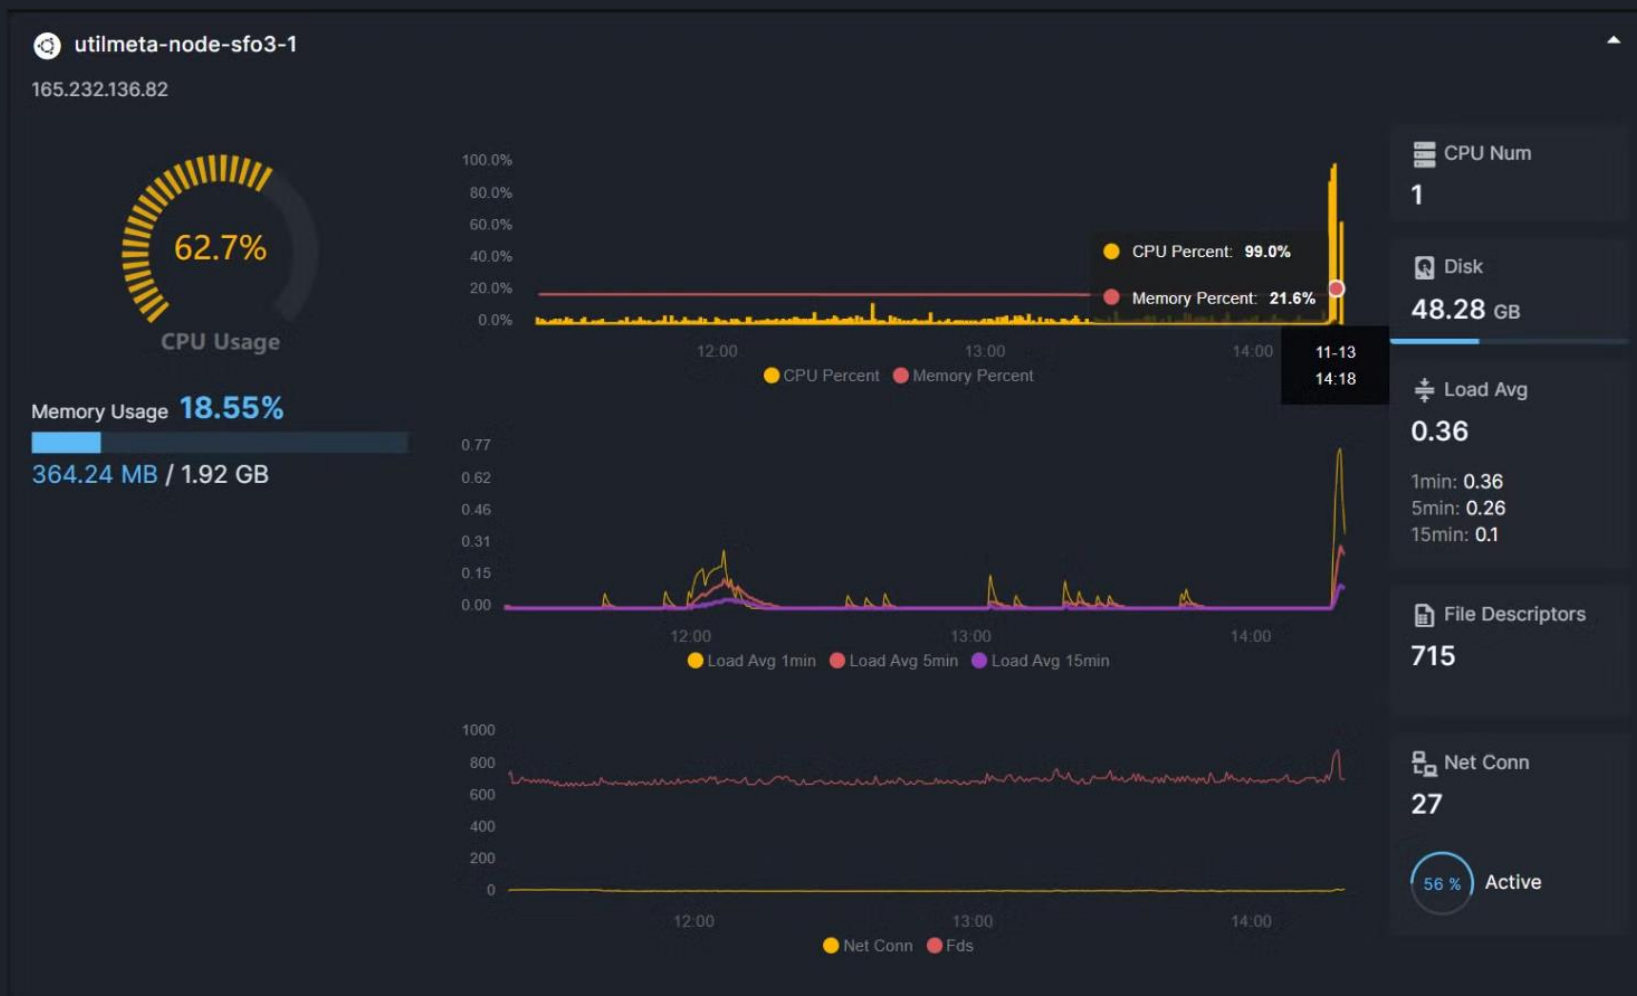 utilmeta-node-sfo3-1
165.232.136.82
62.7%
CPU Usage
Memory Usage 18.55%
364.24 MB / 1.92 GB
100.0%
80.0%
60.0%
40.0%
20.0%
0.0%
CPU Percent: 99.0%
Memory Percent: 21.6%
12:00 13:00 14:00
11-13
14:18
CPU Percent Memory Percent
0.77
0.62
0.46
0.31
0.15
0.00
12:00 13:00 14:00
Load Avg 1min Load Avg 5min Load Avg 15min
1000
800
600
400
200
0
12:00 13:00 14:00
Net Conn Fds
CPU Num
1
Disk
48.28 GB
Load Avg
0.36
1min: 0.36
5min: 0.26
15min: 0.1
File Descriptors
715
Net Conn
27
56 % Active